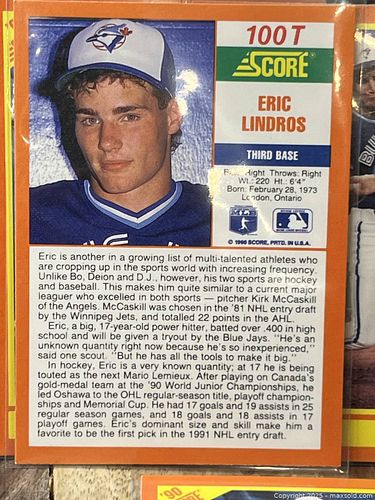 100T
SCORE®
ERIC
LINDROS
THIRD BASE
Right Throws: Right
Wt.: 220 Ht.: 6'4"
Born: February 28, 1973
London, Ontario
© 1990 SCORE, PRTD. IN U.S.A.
Eric is another in a growing list of multi-talented athletes who
are cropping up in the sports world with increasing frequency.
Unlike Bo, Deion and D.J., however, his two sports are hockey
and baseball. This makes him quite similar to a current major
leaguer who excelled in both sports — pitcher Kirk McCaskill
of the Angels. McCaskill was chosen in the '81 NHL entry draft
by the Winnipeg Jets, and totalled 22 points in the AHL.
Eric, a big, 17-year-old power hitter, batted over .400 in high
school and will be given a tryout by the Blue Jays. "He's an
unknown quantity right now because he's so inexperienced,"
said one scout. "But he has all the tools to make it big."
In hockey, Eric is a very known quantity; at 17 he is being
touted as the next Mario Lemieux. After playing on Canada's
gold-medal team at the '90 World Junior Championships, he
led Oshawa to the OHL regular-season title, playoff champion-
ships and Memorial Cup. He had 17 goals and 19 assists in 25
regular season games, and 18 goals and 18 assists in 17
playoff games. Eric's dominant size and skill make him a
favorite to be the first pick in the 1991 NHL entry draft.
'90
Copyright 2025 - maxsold.com